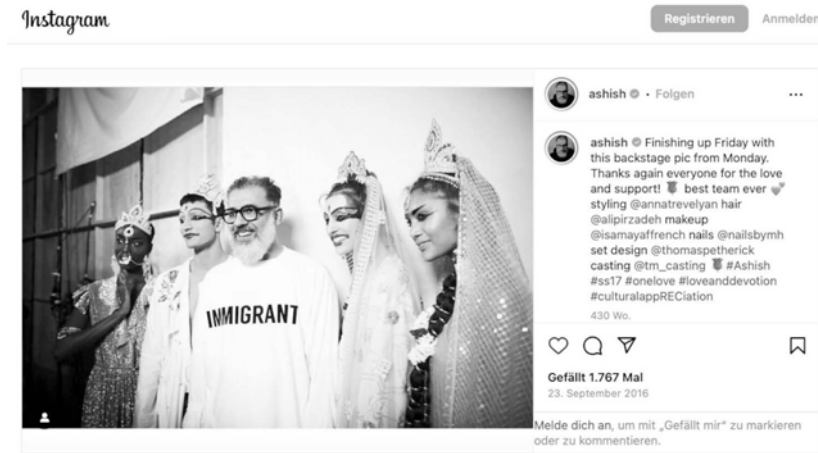 Instagram
Registrieren
Anmelden
ashish • Folgen
ashish Finishing up Friday with
this backstage pic from Monday.
Thanks again everyone for the love
and support! best team ever
styling @annatrevelyan hair
@alipirzadeh makeup
@isamayaffrench nails @nailsbymh
set design @thomaspetherick
casting @tm_casting #Ashish
#ss17 #onelove #loveanddevotion
#culturalappRECiation
430 Wo.
IMMIGRANT
Gefällt 1.767 Mal
23. September 2016
Melde dich an, um mit „Gefällt mir“ zu markieren
oder zu kommentieren.